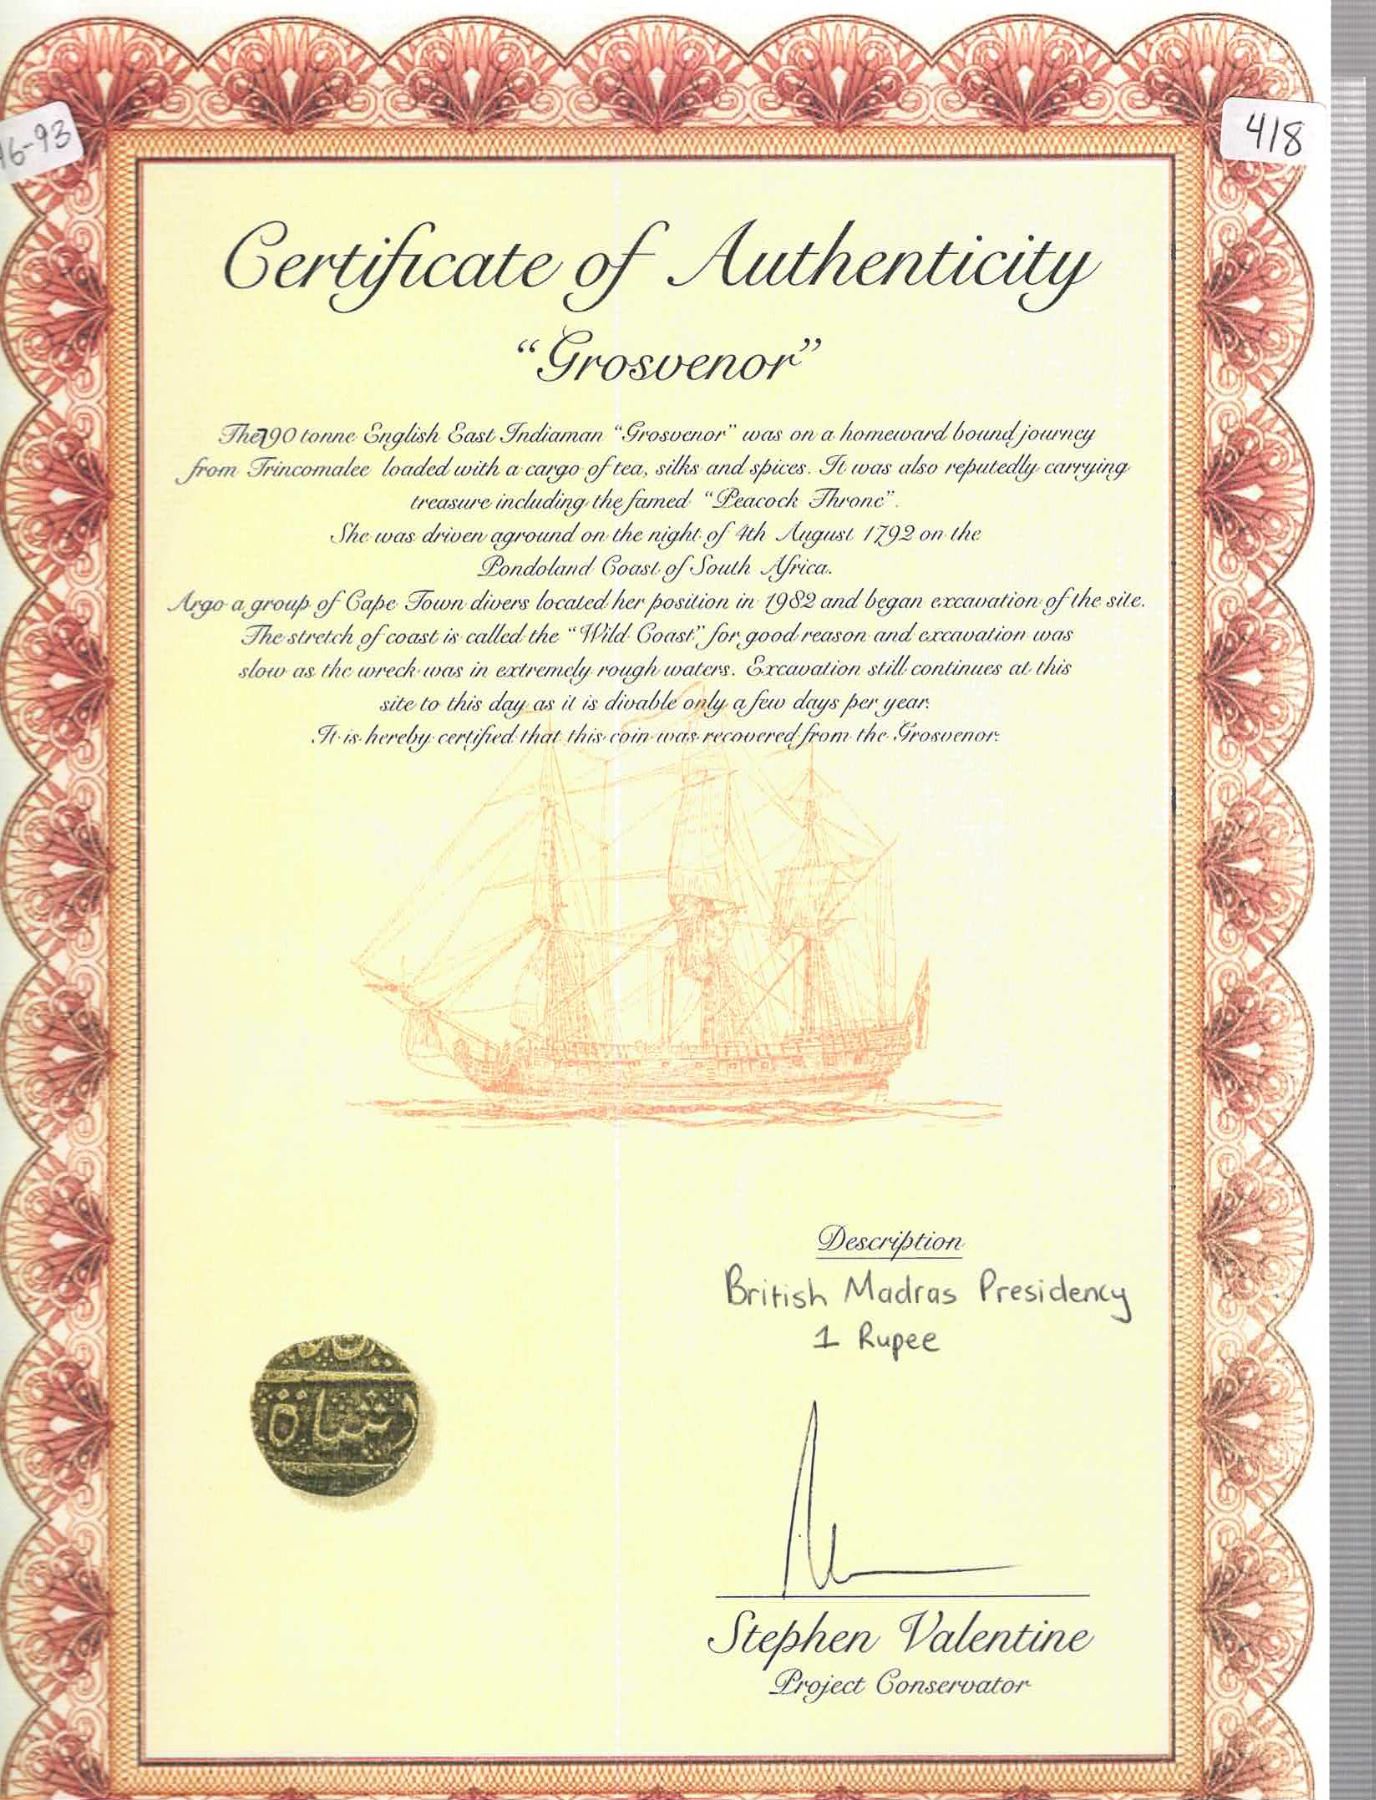 16-93
418
Certificate of Authenticity
“Grosvenor”
The 790 tonne English East Indiaman “Grosvenor” was on a homeward bound journey
from Trincomalee loaded with a cargo of tea, silks and spices. It was also reputedly carrying
treasure including the famed “Peacock Throne”.
She was driven aground on the night of 4th August 1792 on the
Pondoland Coast of South Africa.
Argo a group of Cape Town divers located her position in 1982 and began excavation of the site.
The stretch of coast is called the “Wild Coast” for good reason and excavation was
slow as the wreck was in extremely rough waters. Excavation still continues at this
site to this day as it is divable only a few days per year.
It is hereby certified that this coin was recovered from the Grosvenor.
Description
British Madras Presidency
1 Rupee
Stephen Valentine
Project Conservator